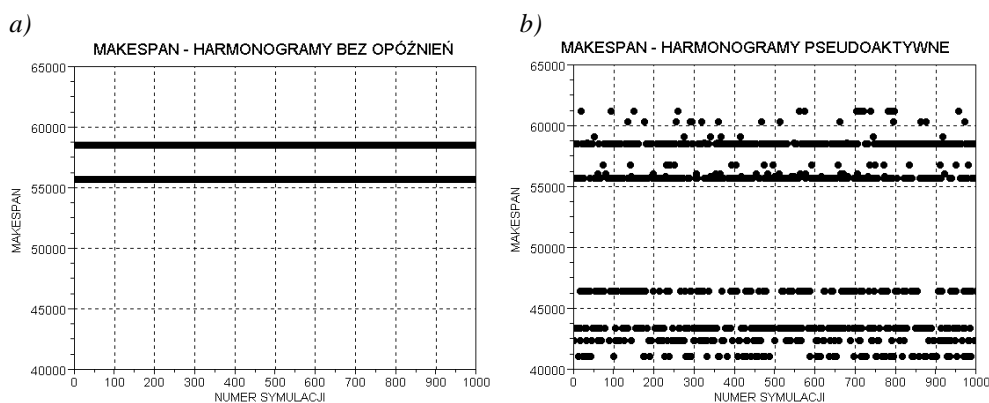 a)
MAKESPAN - HARMONOGRAMY BEZ OPÓŹNIEŃ
65000
60000
55000
50000
45000
40000
MAKESPAN
0 100 200 300 400 500 600 700 800 900 1000
NUMER SYMULACJI
b)
MAKESPAN - HARMONOGRAMY PSEUDOAKTYWNE
65000
60000
55000
50000
45000
40000
MAKESPAN
0 100 200 300 400 500 600 700 800 900 1000
NUMER SYMULACJI